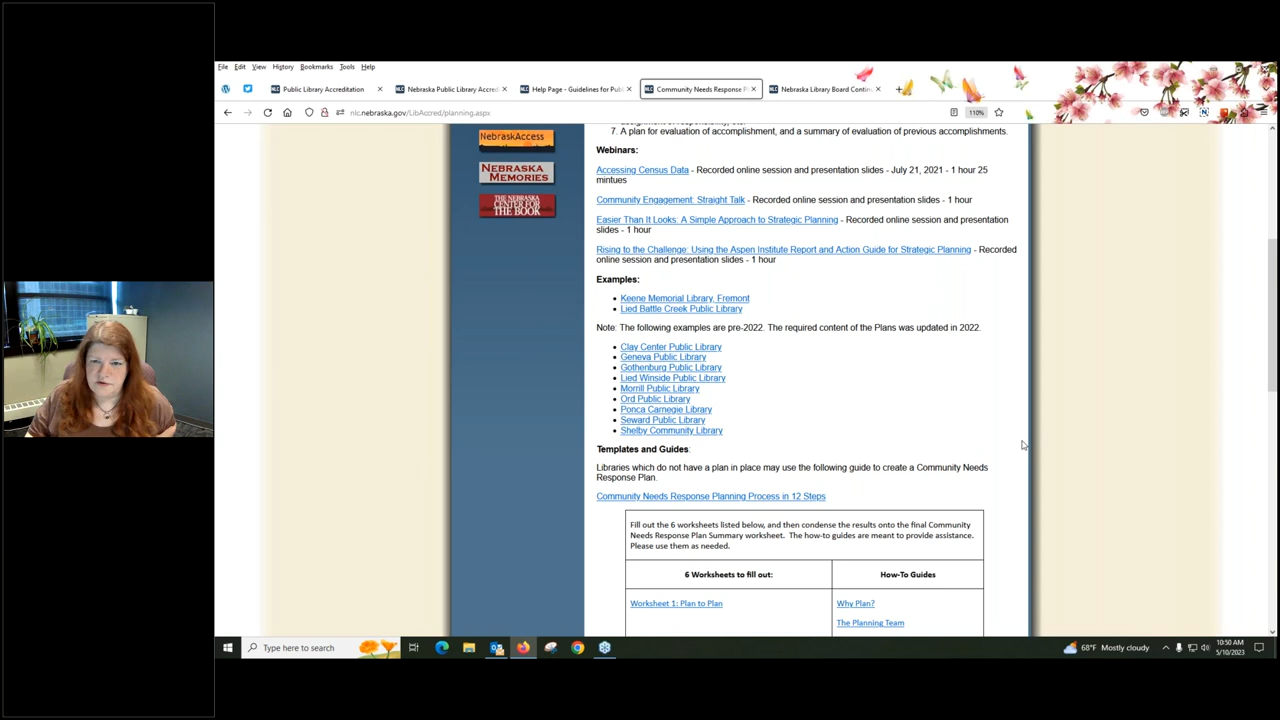 File Edit View History Bookmarks Tools Help
Public Library Accreditation
Nebraska Public Library Accred
Help Page - Guidelines for Publ
Community Needs Response P
Nebraska Library Board Contin
nlc.nebraska.gov/LibAccred/planning.aspx
110%
NebraskAccess
NEBRASKA
MEMORIES
THE NEBRASKA
CENTER FOR
THE BOOK
7. A plan for evaluation of accomplishment, and a summary of evaluation of previous accomplishments.
Webinars:
Accessing Census Data - Recorded online session and presentation slides - July 21, 2021 - 1 hour 25
mintues
Community Engagement: Straight Talk - Recorded online session and presentation slides - 1 hour
Easier Than It Looks: A Simple Approach to Strategic Planning - Recorded online session and presentation
slides - 1 hour
Rising to the Challenge: Using the Aspen Institute Report and Action Guide for Strategic Planning - Recorded
online session and presentation slides - 1 hour
Examples:
Keene Memorial Library, Fremont
Lied Battle Creek Public Library
Note: The following examples are pre-2022. The required content of the Plans was updated in 2022.
Clay Center Public Library
Geneva Public Library
Gothenburg Public Library
Lied Winside Public Library
Morrill Public Library
Ord Public Library
Ponca Carnegie Library
Seward Public Library
Shelby Community Library
Templates and Guides:
Libraries which do not have a plan in place may use the following guide to create a Community Needs
Response Plan.
Community Needs Response Planning Process in 12 Steps
Fill out the 6 worksheets listed below, and then condense the results onto the final Community
Needs Response Plan Summary worksheet. The how-to guides are meant to provide assistance.
Please use them as needed.
6 Worksheets to fill out:
How-To Guides
Worksheet 1: Plan to Plan
Why Plan?
The Planning Team
Type here to search
68°F Mostly cloudy
10:50 AM
5/10/2023